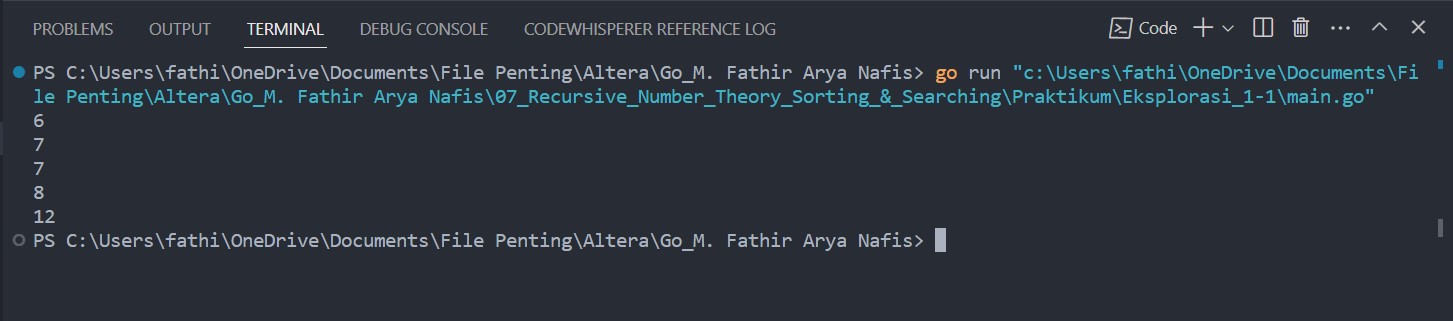 PROBLEMS OUTPUT TERMINAL DEBUG CONSOLE CODEWHISPERER REFERENCE LOG Code
PS C:\Users\fathi\OneDrive\Documents\File Penting\Altera\Go_M. Fathir Arya Nafis> go run "c:\Users\fathi\OneDrive\Documents\Fi
le Penting\Altera\Go_M. Fathir Arya Nafis\07_Recursive_Number_Theory_Sorting_&_Searching\Praktikum\Eksplorasi_1-1\main.go"
6
7
7
8
12
PS C:\Users\fathi\OneDrive\Documents\File Penting\Altera\Go_M. Fathir Arya Nafis>